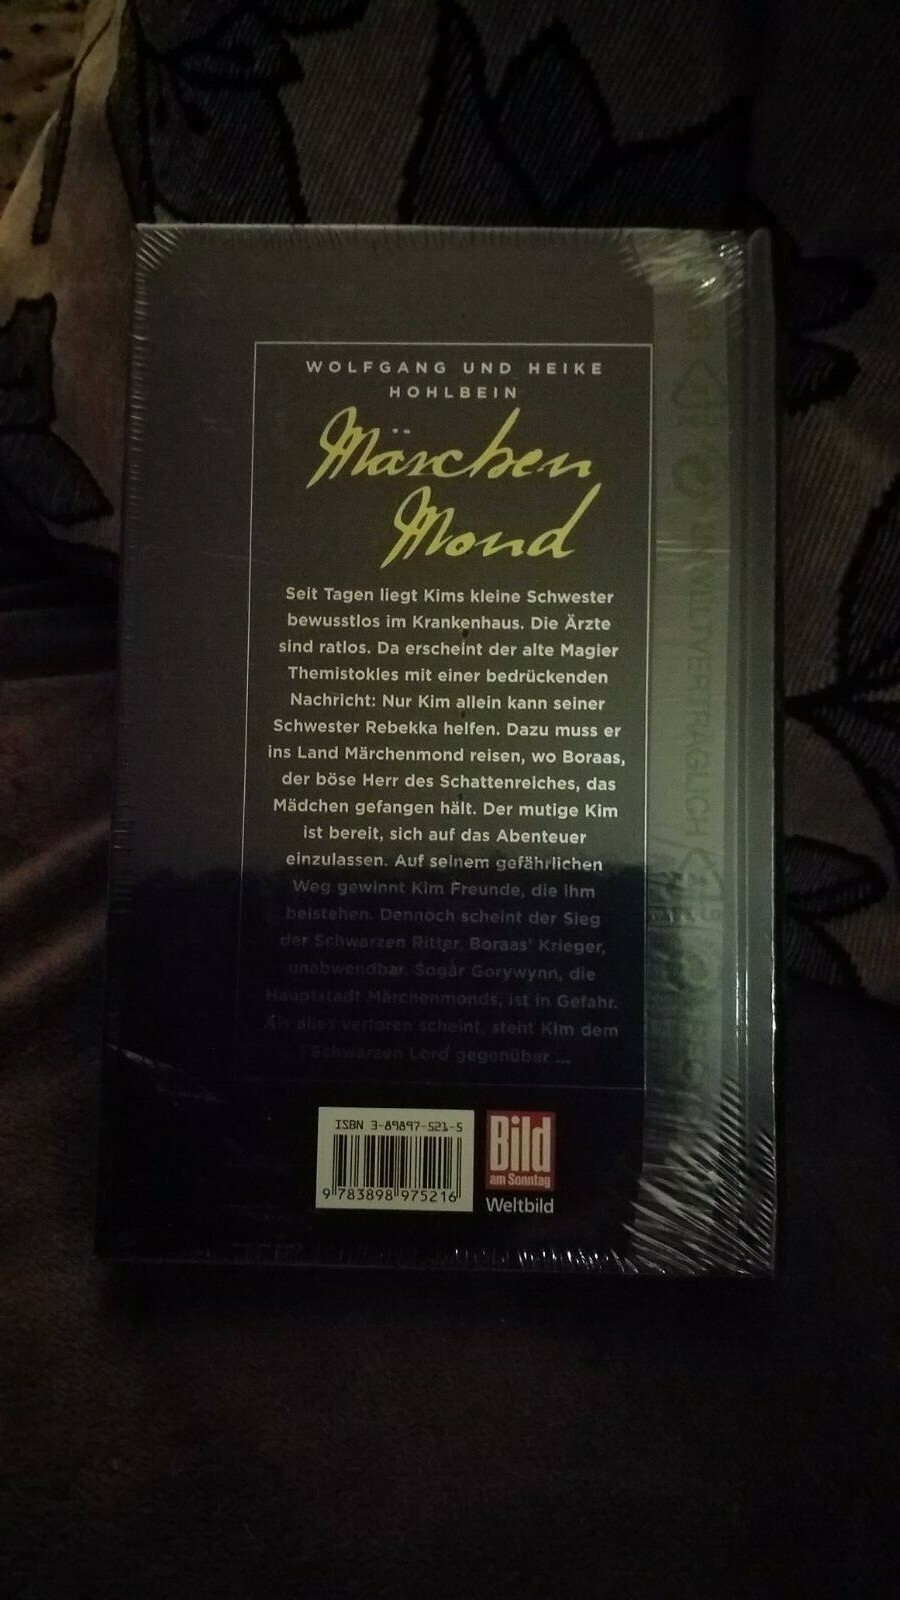 WOLFGANG UND HEIKE
HOHLBEIN
Märchen
Mond
Seit Tagen liegt Kims kleine Schwester
bewusstlos im Krankenhaus. Die Ärzte
sind ratlos. Da erscheint der alte Magier
Themistokles mit einer bedrückenden
Nachricht: Nur Kim allein kann seiner
Schwester Rebekka helfen. Dazu muss er
ins Land Märchenmond reisen, wo Boraas,
der böse Herr des Schattenreiches, das
Mädchen gefangen hält. Der mutige Kim
ist bereit, sich auf das Abenteuer
einzulassen. Auf seinem gefährlichen
Weg gewinnt Kim Freunde, die ihm
beistehen. Dennoch scheint der Sieg
der Schwarzen Ritter, Boraas' Krieger,
unabwendbar. Sogar Gorywynn, die
Hauptstadt Märchenmonds, ist in Gefahr.
Als alles verloren scheint, steht Kim dem
Schwarzen Lord gegenüber ...
ISBN 3-89897-521-5
9 783898 975216
Bild
am Sonntag
Weltbild
UMWELTVERTRÄGLICH